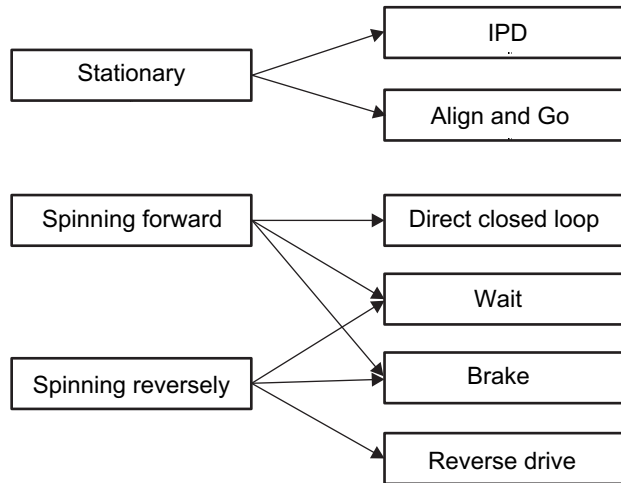 Stationary
IPD
Align and Go
Spinning forward
Direct closed loop
Wait
Spinning reversely
Brake
Reverse drive